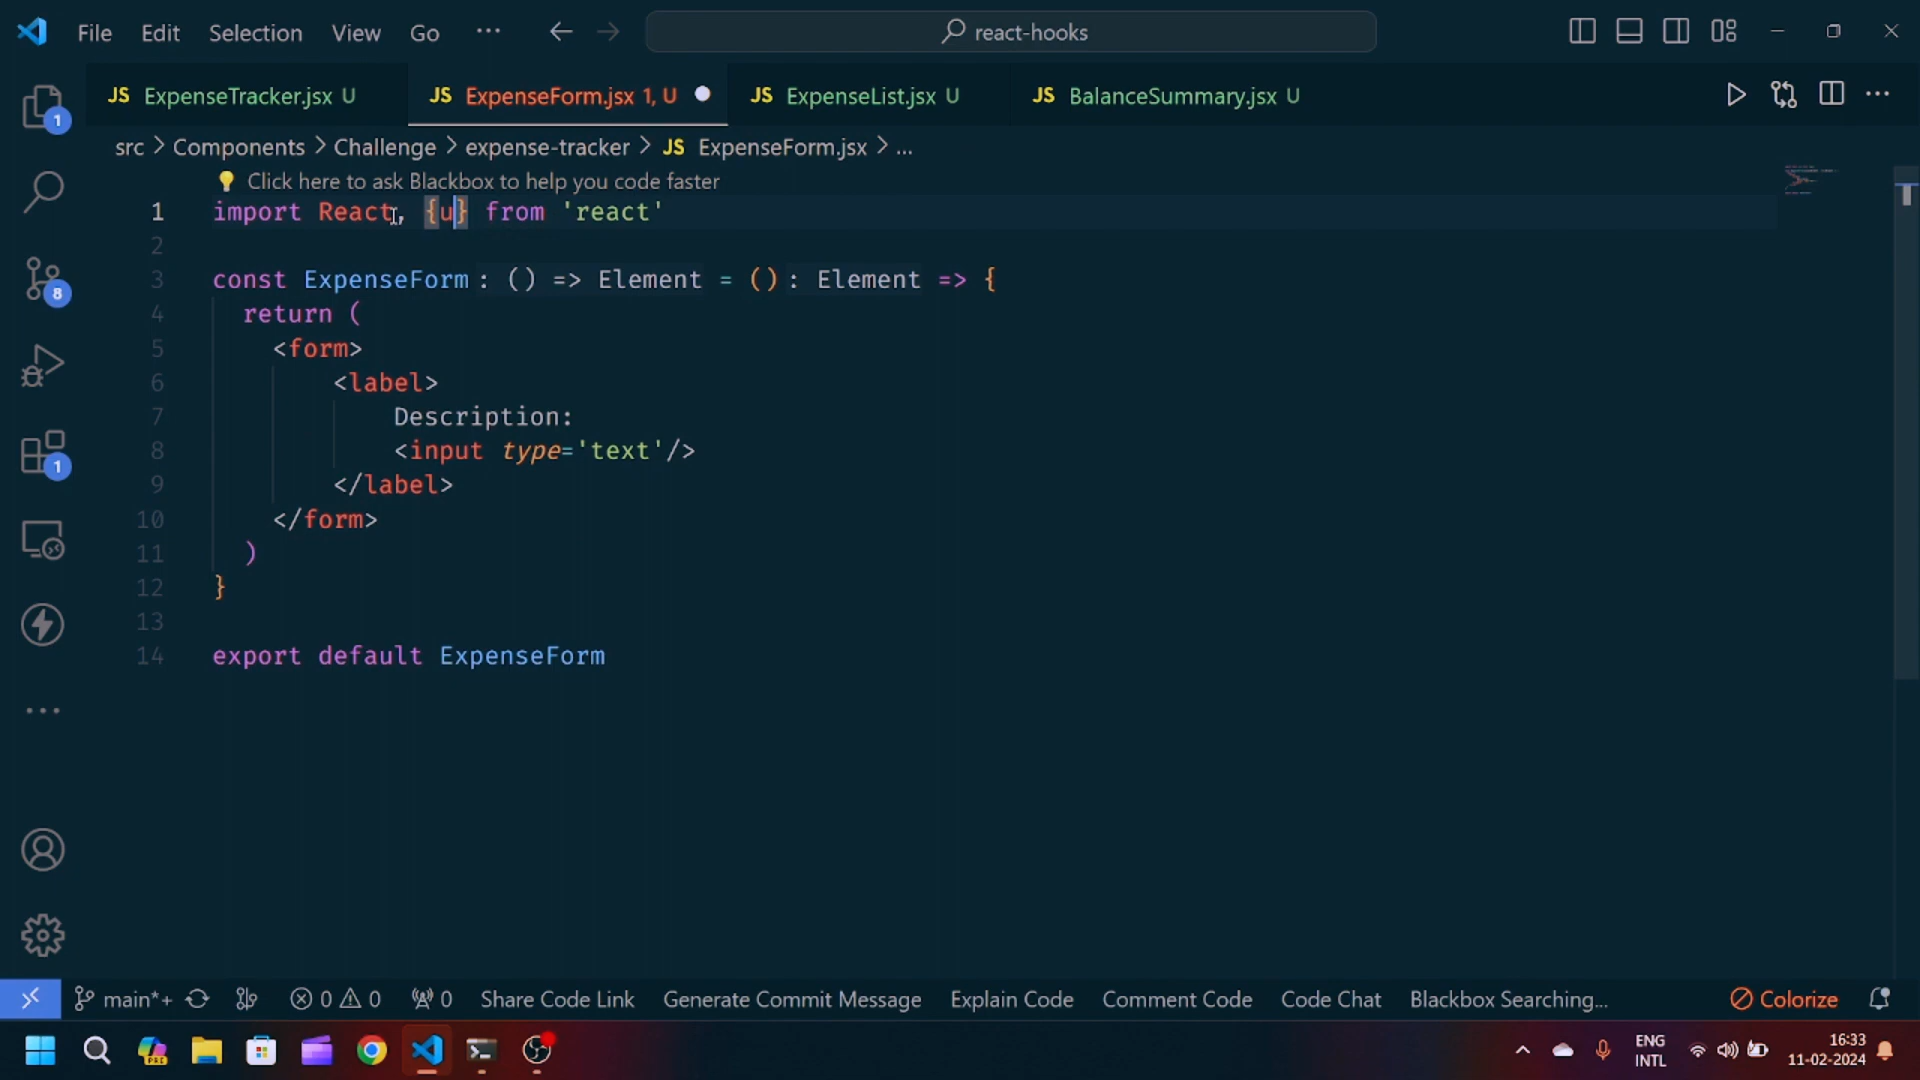 File Edit Selection View Go ... react-hooks
JS ExpenseTracker.jsx U JS ExpenseForm.jsx 1, U JS ExpenseList.jsx U JS BalanceSummary.jsx U
src > Components > Challenge > expense-tracker > JS ExpenseForm.jsx > ...
Click here to ask Blackbox to help you code faster
1 import React, {u} from 'react'
2
3 const ExpenseForm: () => Element = (): Element => {
4 return (
5 <form>
6 <label>
7 Description:
8 <input type='text'/>
9 </label>
10 </form>
11 )
12 }
13
14 export default ExpenseForm
1
8
1
main*+ 0 0 0 Share Code Link Generate Commit Message Explain Code Comment Code Code Chat Blackbox Searching... Colorize
PRE ENG INTL 16:33
11-02-2024